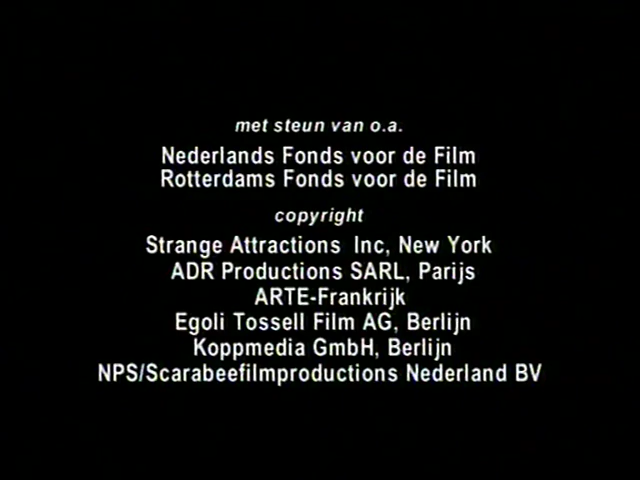 met steun van o.a.
Nederlands Fonds voor de Film
Rotterdams Fonds voor de Film
copyright
Strange Attractions Inc, New York
ADR Productions SARL, Parijs
ARTE-Frankrijk
Egoli Tossell Film AG, Berlijn
Koppmedia GmbH, Berlijn
NPS/Scarabeefilmproductions Nederland BV